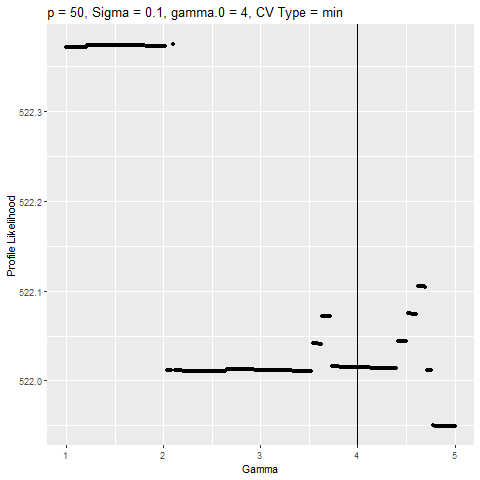 p = 50, Sigma = 0.1, gamma.0 = 4, CV Type = min
Profile Likelihood
522.3
522.2
522.1
522.0
1 2 3 4 5
Gamma